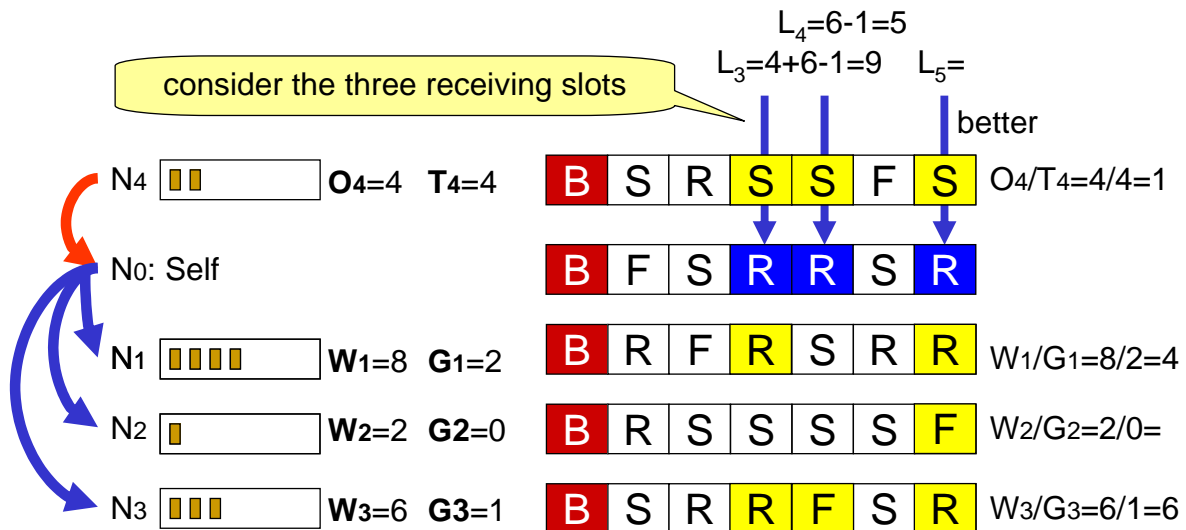 L4=6-1=5
L3=4+6-1=9 L5=
consider the three receiving slots
better
N4 O4=4 T4=4 B S R S S F S O4/T4=4/4=1
N0: Self B F S R R S R
N1 W1=8 G1=2 B R F R S R R W1/G1=8/2=4
N2 W2=2 G2=0 B R S S S S F W2/G2=2/0=
N3 W3=6 G3=1 B S R R F S R W3/G3=6/1=6